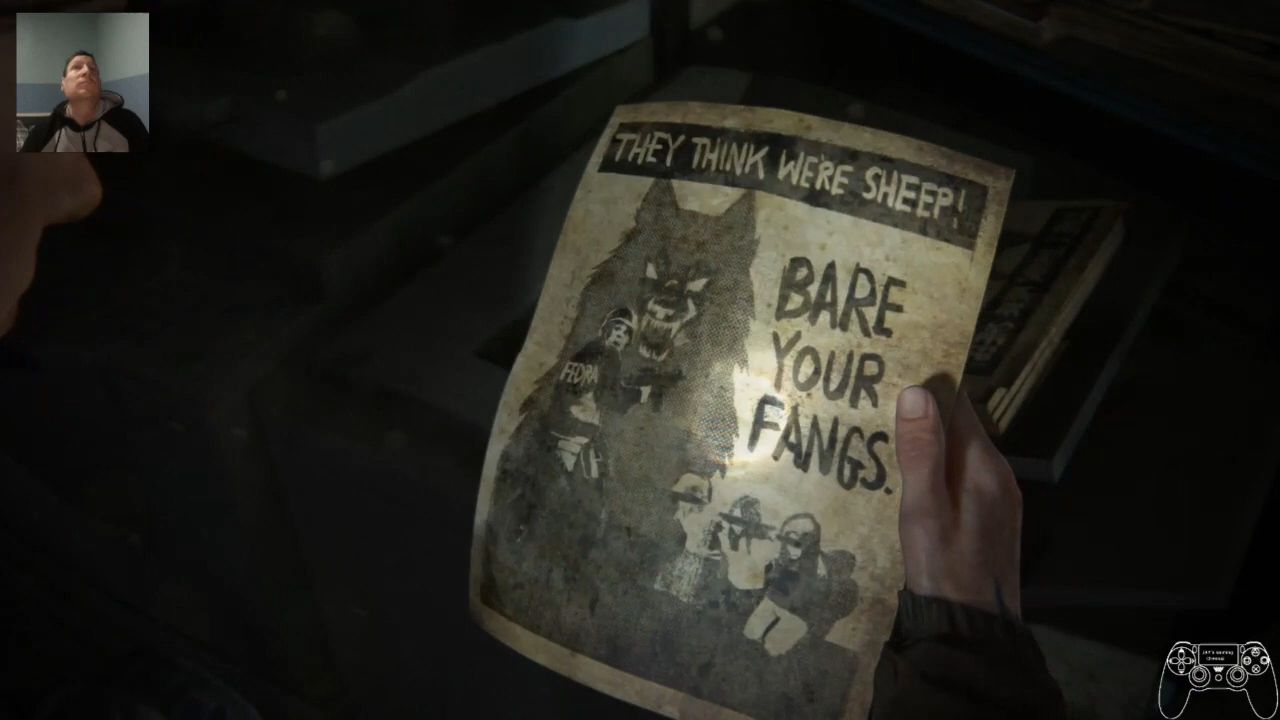 THEY THINK WE'RE SHEEP!
BARE
YOUR
FANGS.
FEDRA